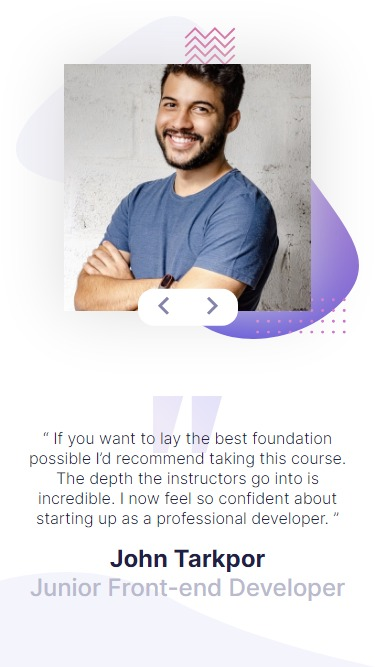 “ If you want to lay the best foundation
possible I’d recommend taking this course.
The depth the instructors go into is
incredible. I now feel so confident about
starting up as a professional developer. ”
John Tarkpor
Junior Front-end Developer